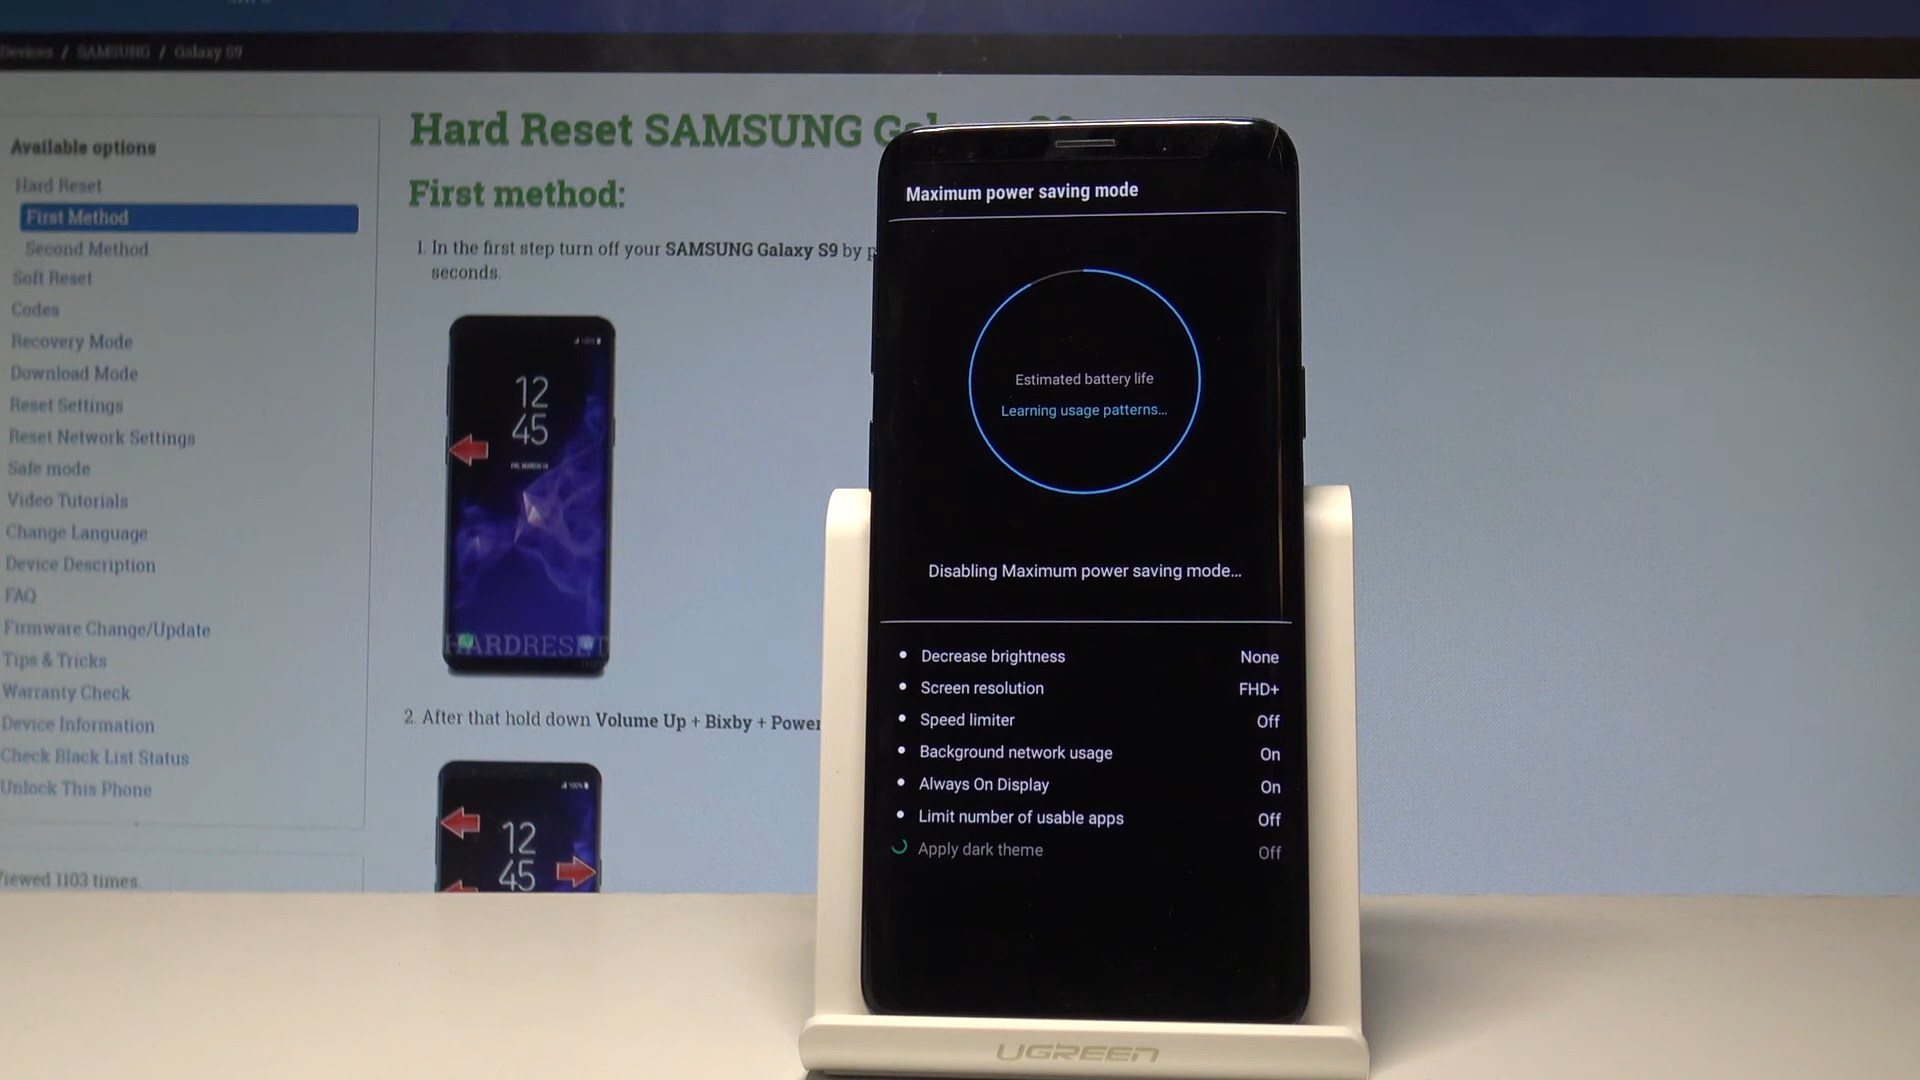 Devices / SAMSUNG / Galaxy S9
Available options
Hard Reset
First Method
Second Method
Soft Reset
Codes
Recovery Mode
Download Mode
Reset Settings
Reset Network Settings
Safe mode
Video Tutorials
Change Language
Device Description
FAQ
Firmware Change/Update
Tips & Tricks
Warranty Check
Device Information
Check Black List Status
Unlock This Phone
Viewed 1103 times
Hard Reset SAMSUNG G
First method:
1. In the first step turn off your SAMSUNG Galaxy S9 by p
seconds.
12
45
HARDRESET
2. After that hold down Volume Up + Bixby + Power
12
45
Maximum power saving mode
Estimated battery life
Learning usage patterns...
Disabling Maximum power saving mode...
• Decrease brightness None
• Screen resolution FHD+
• Speed limiter Off
• Background network usage On
• Always On Display On
• Limit number of usable apps Off
Apply dark theme Off
UGREEN